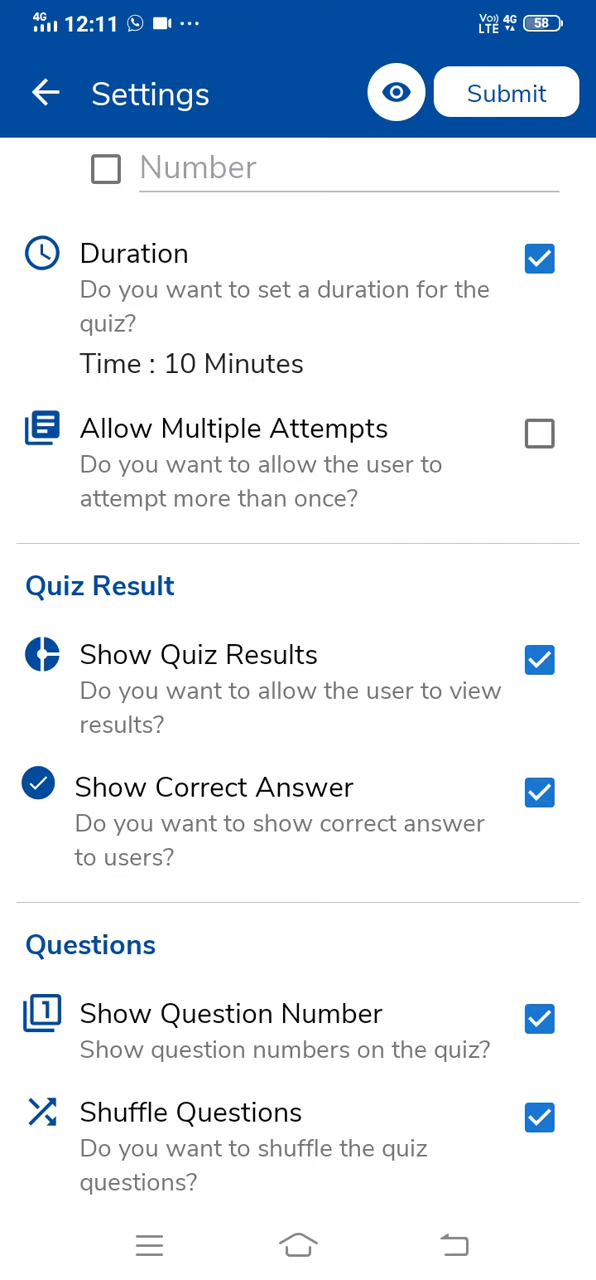 4G 12:11 Vo)) 4G 58
LTE
Settings Submit
Number
Duration
Do you want to set a duration for the
quiz?
Time : 10 Minutes
Allow Multiple Attempts
Do you want to allow the user to
attempt more than once?
Quiz Result
Show Quiz Results
Do you want to allow the user to view
results?
Show Correct Answer
Do you want to show correct answer
to users?
Questions
1 Show Question Number
Show question numbers on the quiz?
Shuffle Questions
Do you want to shuffle the quiz
questions?